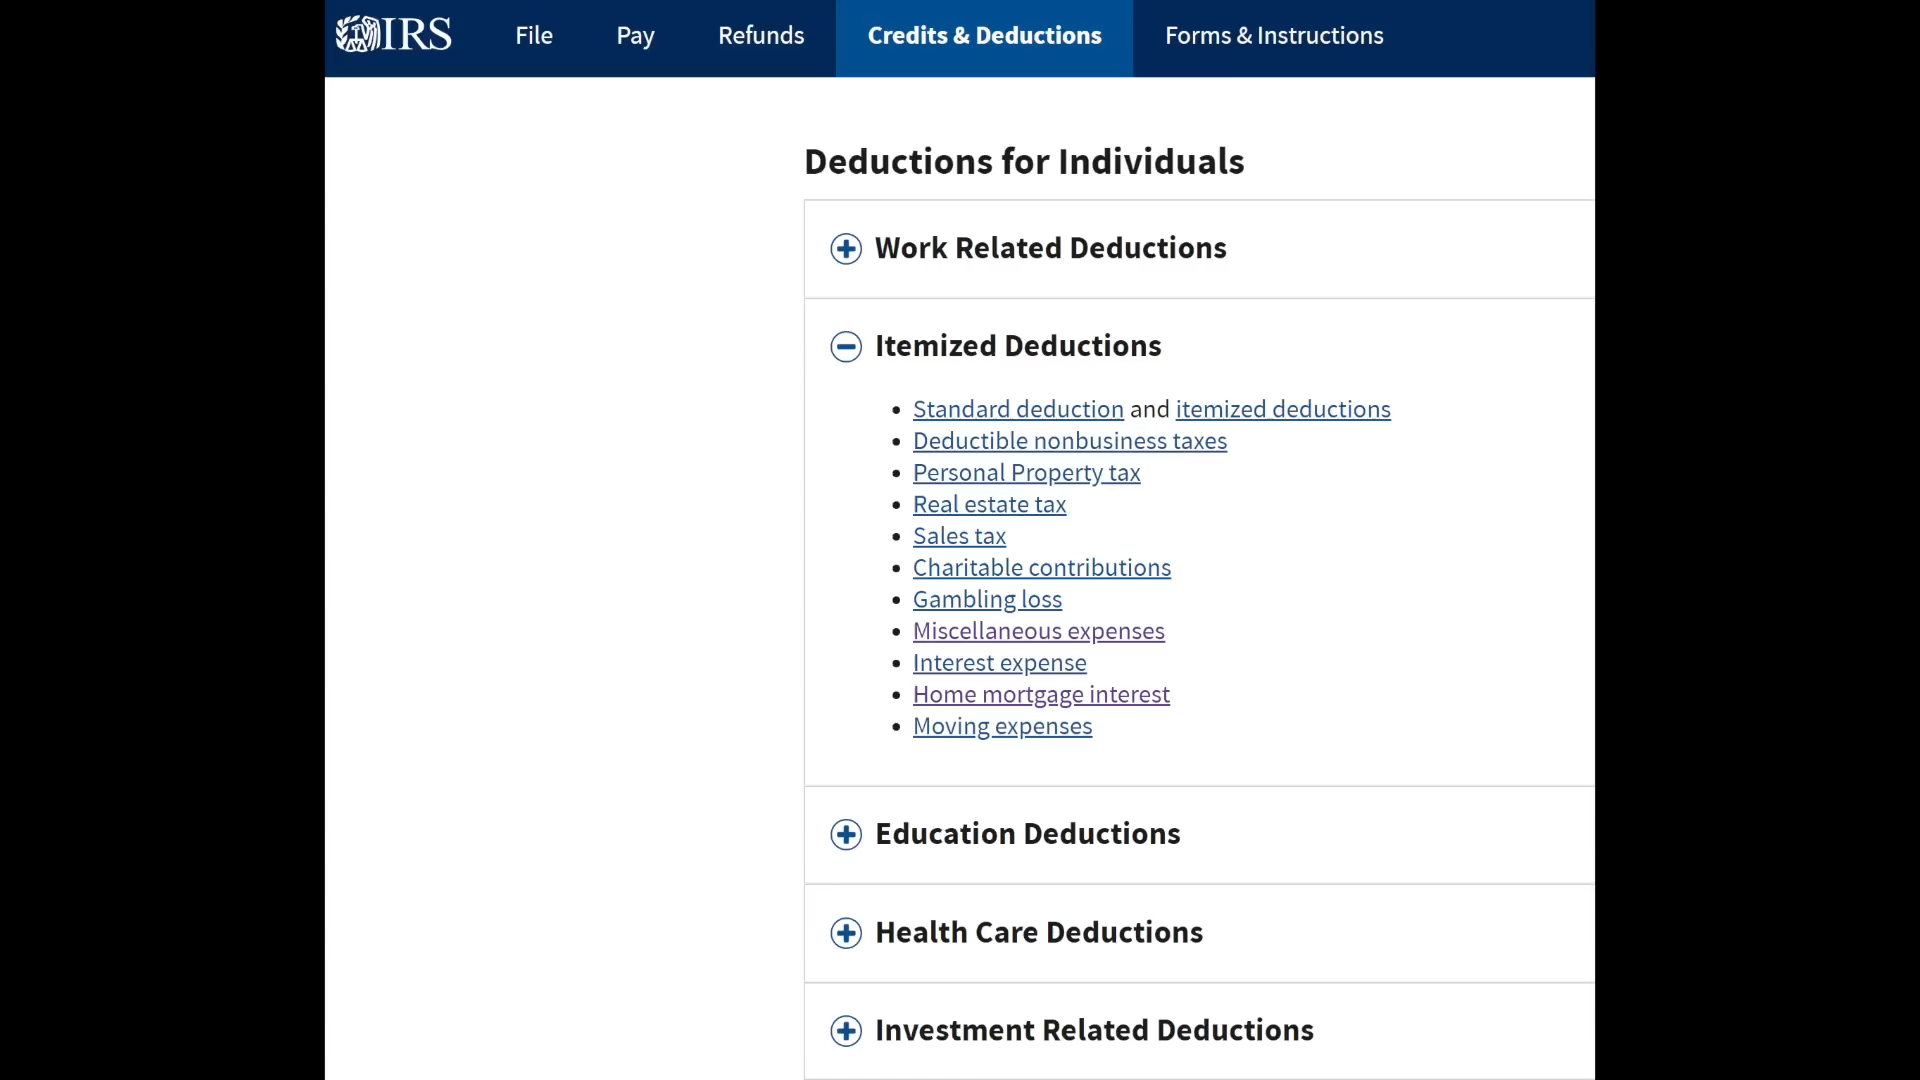 IRS File Pay Refunds Credits & Deductions Forms & Instructions
Deductions for Individuals
Work Related Deductions
Itemized Deductions
Standard deduction and itemized deductions
Deductible nonbusiness taxes
Personal Property tax
Real estate tax
Sales tax
Charitable contributions
Gambling loss
Miscellaneous expenses
Interest expense
Home mortgage interest
Moving expenses
Education Deductions
Health Care Deductions
Investment Related Deductions